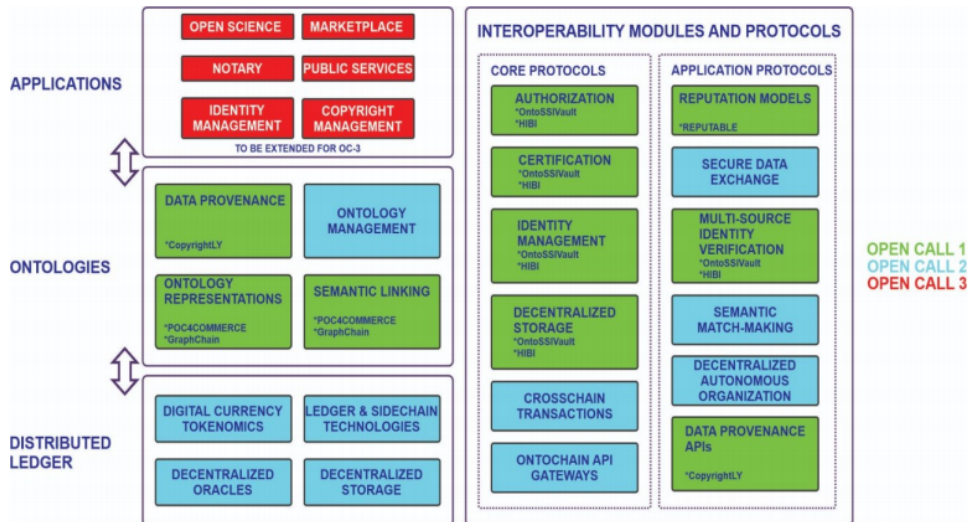 APPLICATIONS
OPEN SCIENCE
MARKETPLACE
NOTARY
PUBLIC SERVICES
IDENTITY
MANAGEMENT
COPYRIGHT
MANAGEMENT
TO BE EXTENDED FOR OC-3
ONTOLOGIES
DATA PROVENANCE
*CopyrightLY
ONTOLOGY
MANAGEMENT
ONTOLOGY
REPRESENTATIONS
*POC4COMMERCE
*GraphChain
SEMANTIC LINKING
*POC4COMMERCE
*GraphChain
DISTRIBUTED
LEDGER
DIGITAL CURRENCY
TOKENOMICS
LEDGER & SIDECHAIN
TECHNOLOGIES
DECENTRALIZED
ORACLES
DECENTRALIZED
STORAGE
INTEROPERABILITY MODULES AND PROTOCOLS
CORE PROTOCOLS
AUTHORIZATION
*OntoSSIVault
*HIBI
CERTIFICATION
*OntoSSIVault
*HIBI
IDENTITY
MANAGEMENT
*OntoSSIVault
*HIBI
DECENTRALIZED
STORAGE
*OntoSSIVault
*HIBI
CROSSCHAIN
TRANSACTIONS
ONTOCHAIN API
GATEWAYS
APPLICATION PROTOCOLS
REPUTATION MODELS
*REPUTABLE
SECURE DATA
EXCHANGE
MULTI-SOURCE
IDENTITY
VERIFICATION
*OntoSSIVault
*HIBI
SEMANTIC
MATCH-MAKING
DECENTRALIZED
AUTONOMOUS
ORGANIZATION
DATA PROVENANCE
APIs
*CopyrightLY
OPEN CALL 1
OPEN CALL 2
OPEN CALL 3